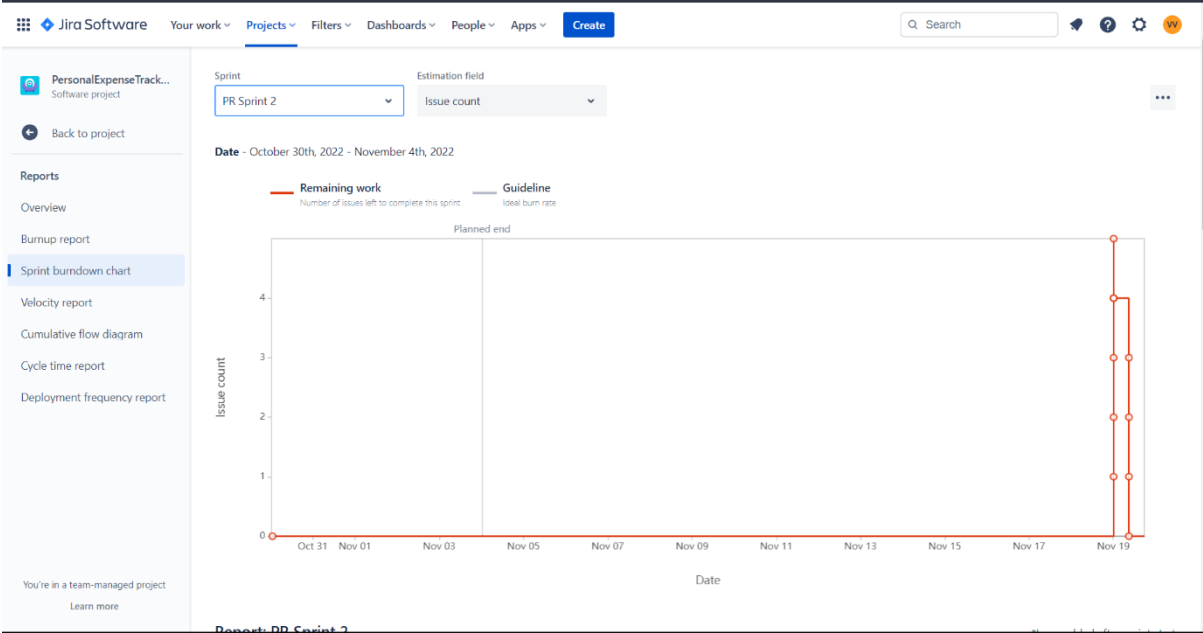 Jira Software Your work Projects Filters Dashboards People Apps Create Search VV
PersonalExpenseTrack...
Software project
Back to project
Reports
Overview
Burnup report
Sprint burndown chart
Velocity report
Cumulative flow diagram
Cycle time report
Deployment frequency report
You're in a team-managed project
Learn more
Sprint Estimation field
PR Sprint 2 Issue count
Date - October 30th, 2022 - November 4th, 2022
Remaining work Guideline
Number of issues left to complete this sprint Ideal burn rate
Planned end
4
3
2
1
0
Issue count
Oct 31 Nov 01 Nov 03 Nov 05 Nov 07 Nov 09 Nov 11 Nov 13 Nov 15 Nov 17 Nov 19
Date
Report: PR Sprint 2